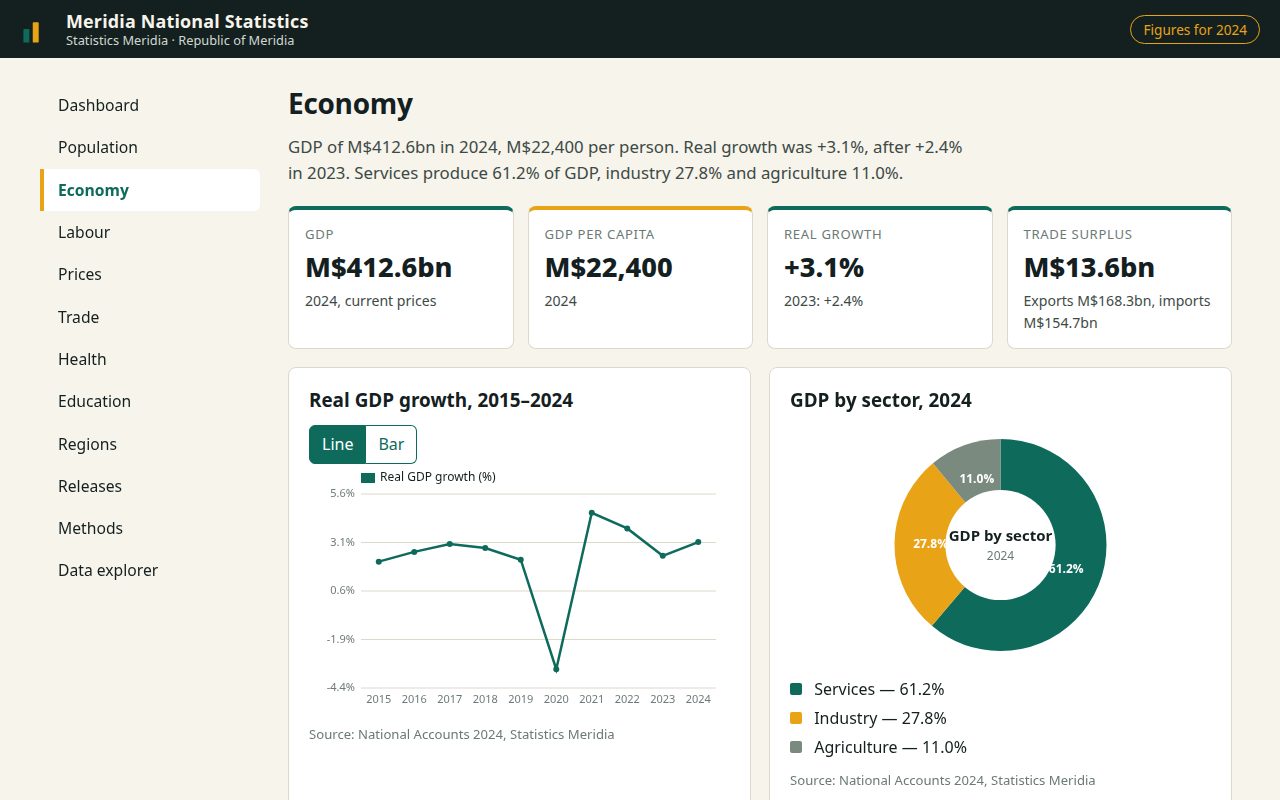 Meridia National Statistics
Statistics Meridia · Republic of Meridia
Figures for 2024
Dashboard
Population
Economy
Labour
Prices
Trade
Health
Education
Regions
Releases
Methods
Data explorer
Economy
GDP of M$412.6bn in 2024, M$22,400 per person. Real growth was +3.1%, after +2.4%
in 2023. Services produce 61.2% of GDP, industry 27.8% and agriculture 11.0%.
GDP
M$412.6bn
2024, current prices
GDP PER CAPITA
M$22,400
2024
REAL GROWTH
+3.1%
2023: +2.4%
TRADE SURPLUS
M$13.6bn
Exports M$168.3bn, imports
M$154.7bn
Real GDP growth, 2015–2024
Line
Bar
Real GDP growth (%)
5.6%
3.1%
0.6%
-1.9%
-4.4%
2015 2016 2017 2018 2019 2020 2021 2022 2023 2024
Source: National Accounts 2024, Statistics Meridia
GDP by sector, 2024
11.0%
27.8%
GDP by sector
2024
61.2%
Services — 61.2%
Industry — 27.8%
Agriculture — 11.0%
Source: National Accounts 2024, Statistics Meridia